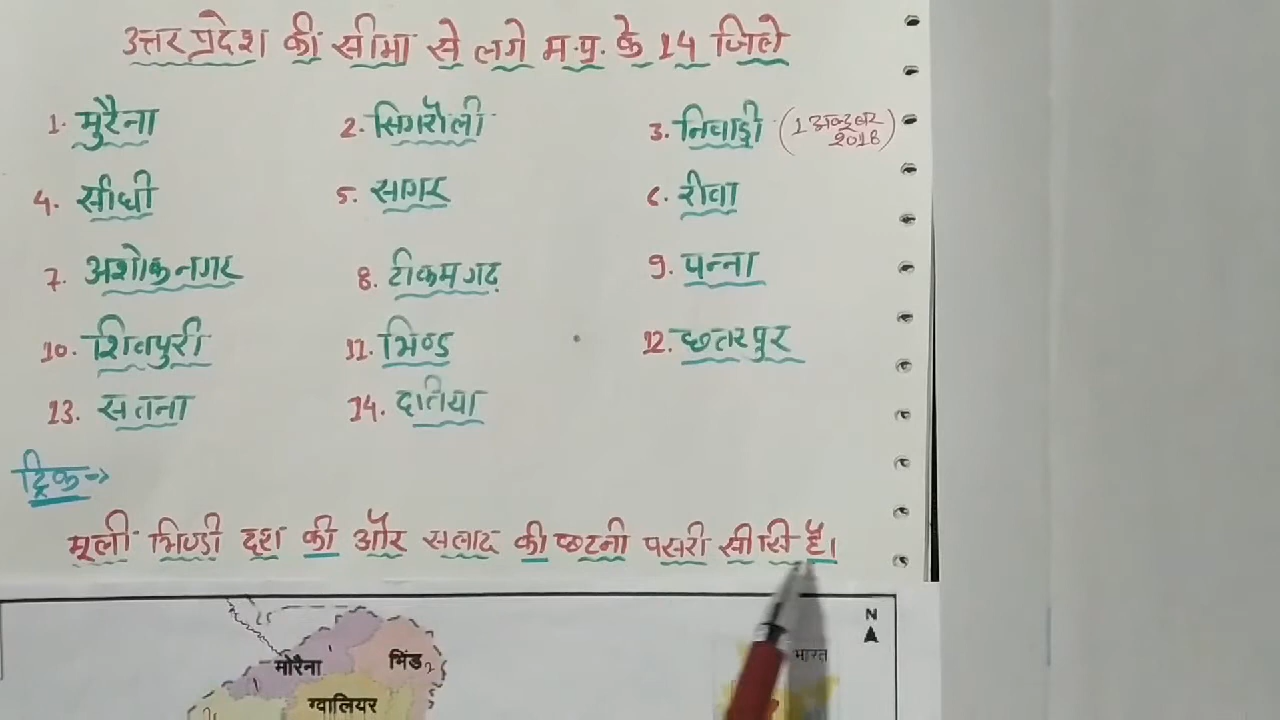 उत्तर प्रदेश की सीमा से लगे म.प्र. के 14 जिले
1. मुरैना 2. सिंगरौली 3. निवाड़ी (1 अक्टूबर 2018)
4. सीधी 5. सागर 6. रीवा
7. अशोकनगर 8. टीकमगढ़ 9. पन्ना
10. शिवपुरी 11. भिण्ड 12. छतरपुर
13. सतना 14. दतिया
ट्रिक->
मूली भिण्डी दश की और सलाद की छटनी पसरी सी सि है।
N
मोरैना भिंड
भारत
ग्वालियर